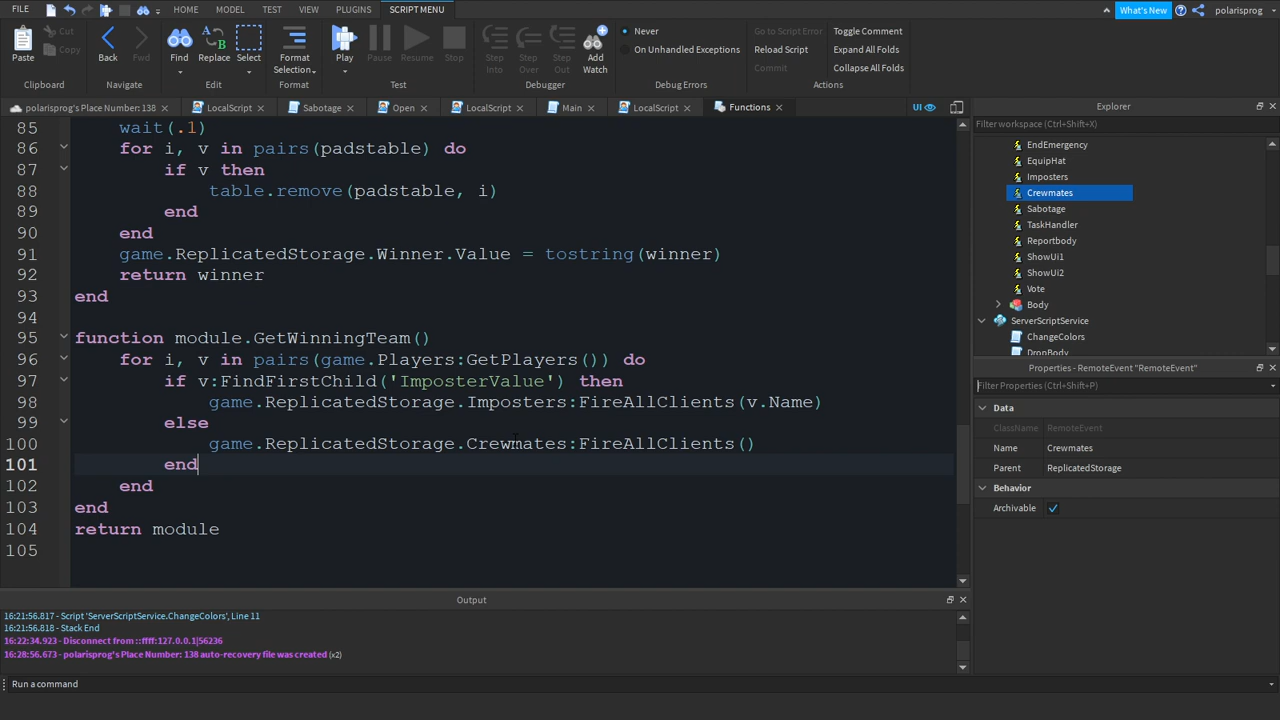 FILE HOME MODEL TEST VIEW PLUGINS SCRIPT MENU What's New polarisprog
Paste Cut Copy Back Fwd Find Replace Select Format Selection Play Pause Resume Stop Step Into Step Over Step Out Add Watch Never On Unhandled Exceptions Go to Script Error Reload Script Commit Toggle Comment Expand All Folds Collapse All Folds
Clipboard Navigate Edit Format Test Debugger Debug Errors Actions
polarisprog's Place Number: 138 LocalScript Sabotage Open LocalScript Main LocalScript Functions UI
85 wait(.1)
86 for i, v in pairs(padstable) do
87 if v then
88 table.remove(padstable, i)
89 end
90 end
91 game.ReplicatedStorage.Winner.Value = tostring(winner)
92 return winner
93 end
94
95 function module.GetWinningTeam()
96 for i, v in pairs(game.Players:GetPlayers()) do
97 if v:FindFirstChild('ImposterValue') then
98 game.ReplicatedStorage.Imposters:FireAllClients(v.Name)
99 else
100 game.ReplicatedStorage.Crewmates:FireAllClients()
101 end
102 end
103 end
104 return module
105
Explorer
Filter workspace (Ctrl+Shift+X)
EndEmergency
EquipHat
Imposters
Crewmates
Sabotage
TaskHandler
Reportbody
ShowUi1
ShowUi2
Vote
Body
ServerScriptService
ChangeColors
DropBody
Properties - RemoteEvent "RemoteEvent"
Filter Properties (Ctrl+Shift+P)
Data
ClassName RemoteEvent
Name Crewmates
Parent ReplicatedStorage
Behavior
Archivable
Output
16:21:56.817 - Script 'ServerScriptService.ChangeColors', Line 11
16:21:56.818 - Stack End
16:22:34.923 - Disconnect from ::ffff:127.0.0.1|56236
16:28:56.673 - polarisprog's Place Number: 138 auto-recovery file was created (x2)
Run a command